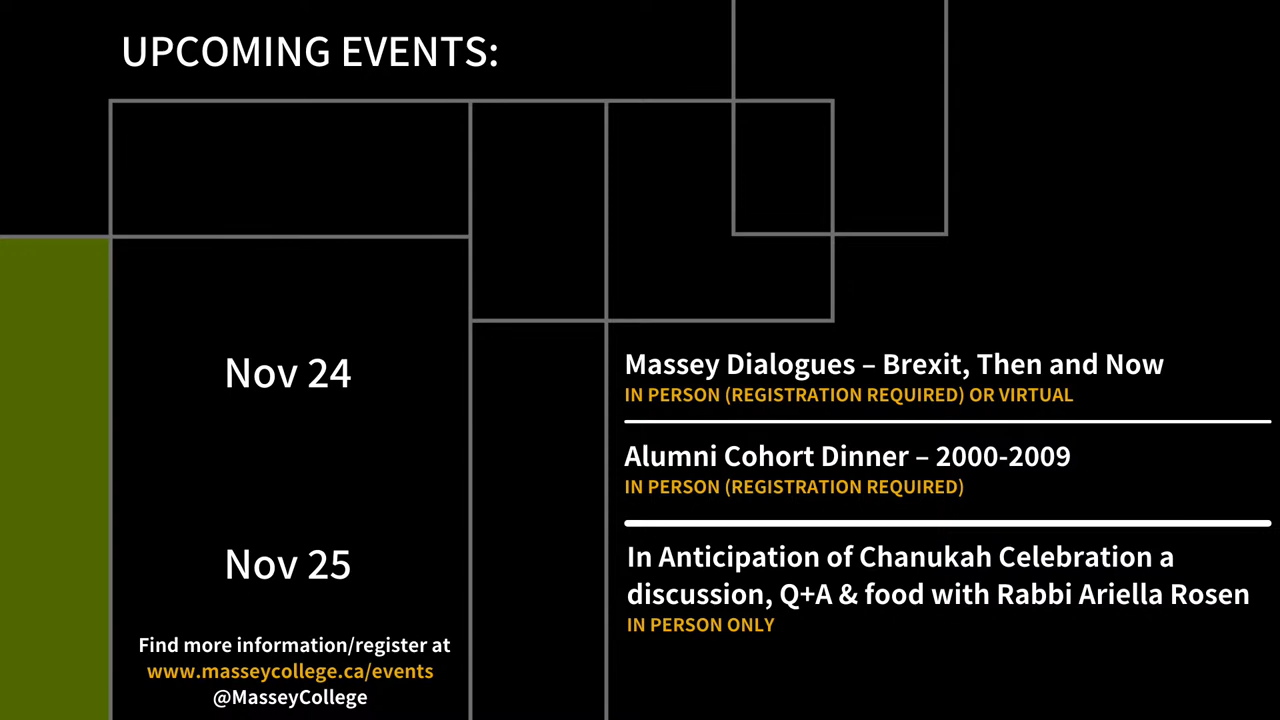 UPCOMING EVENTS:
Nov 24
Massey Dialogues – Brexit, Then and Now
IN PERSON (REGISTRATION REQUIRED) OR VIRTUAL
Alumni Cohort Dinner – 2000-2009
IN PERSON (REGISTRATION REQUIRED)
Nov 25
In Anticipation of Chanukah Celebration a
discussion, Q+A & food with Rabbi Ariella Rosen
IN PERSON ONLY
Find more information/register at
www.masseycollege.ca/events
@MasseyCollege